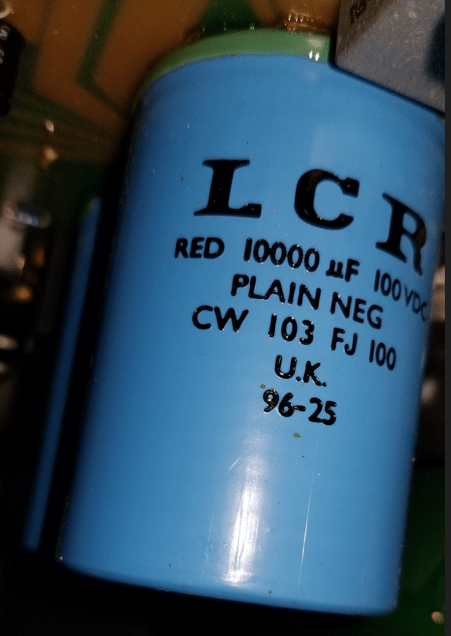 LCR
RED 10000 µF 100 VDC
PLAIN NEG
CW 103 FJ 100
U.K.
96-25